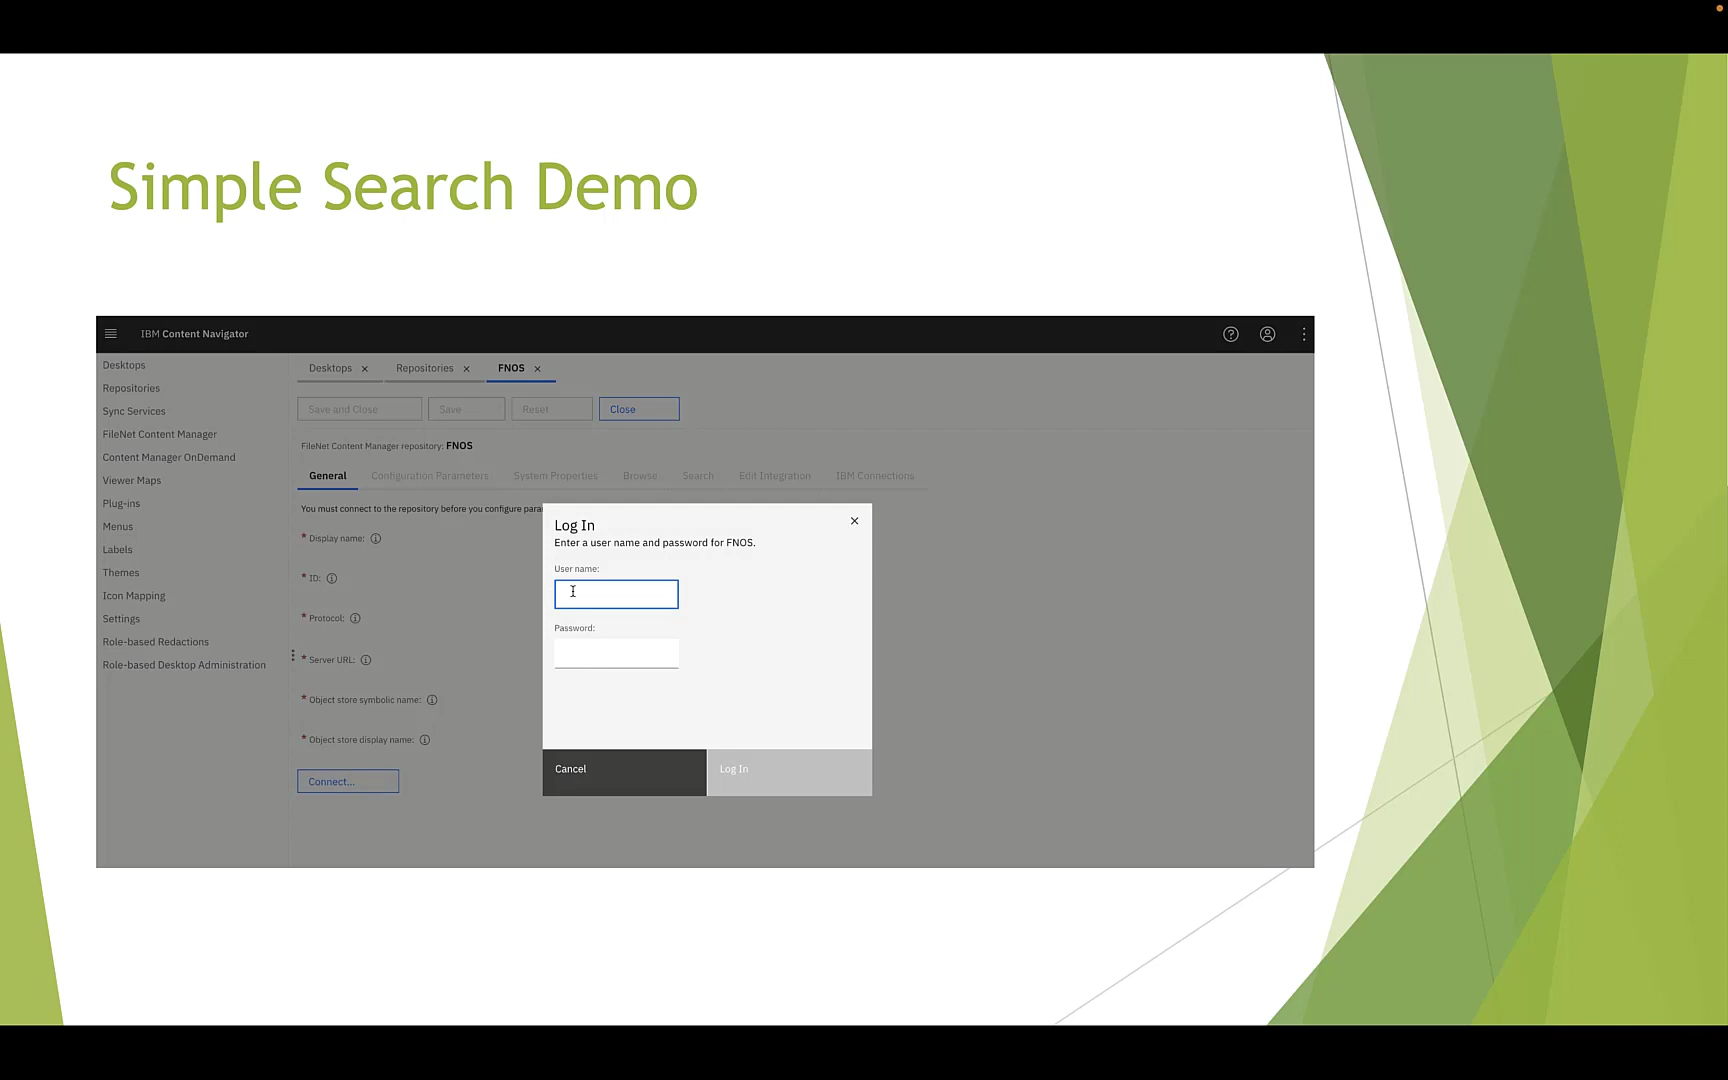 Simple Search Demo
IBM Content Navigator
Desktops
Repositories
Sync Services
FileNet Content Manager
Content Manager OnDemand
Viewer Maps
Plug-ins
Menus
Labels
Themes
Icon Mapping
Settings
Role-based Redactions
Role-based Desktop Administration
Desktops Repositories FNOS
Save and Close Save Reset Close
FileNet Content Manager repository: FNOS
General Configuration Parameters System Properties Browse Search Edit Integration IBM Connections
You must connect to the repository before you configure para
* Display name:
* ID:
* Protocol:
* Server URL:
* Object store symbolic name:
* Object store display name:
Connect...
Log In
Enter a user name and password for FNOS.
User name:
Password:
Cancel Log In